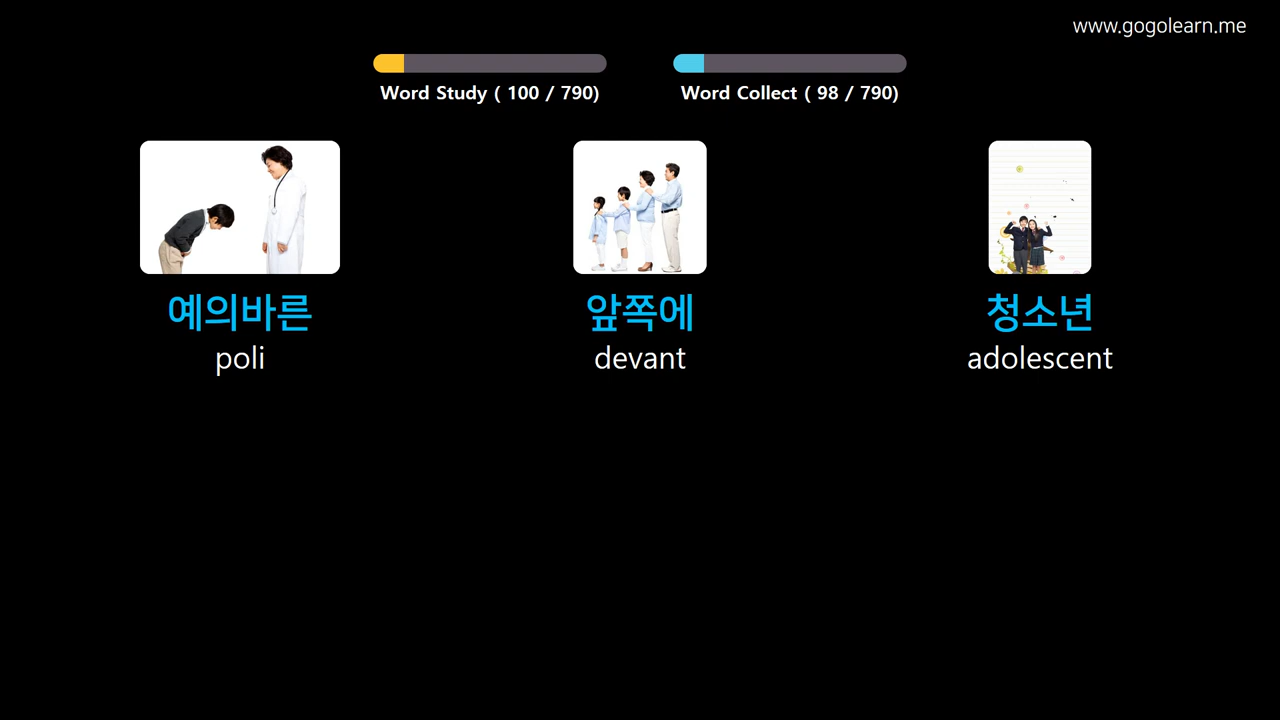 www.gogolearn.me
Word Study ( 100 / 790)
Word Collect ( 98 / 790)
예의바른
poli
앞쪽에
devant
청소년
adolescent